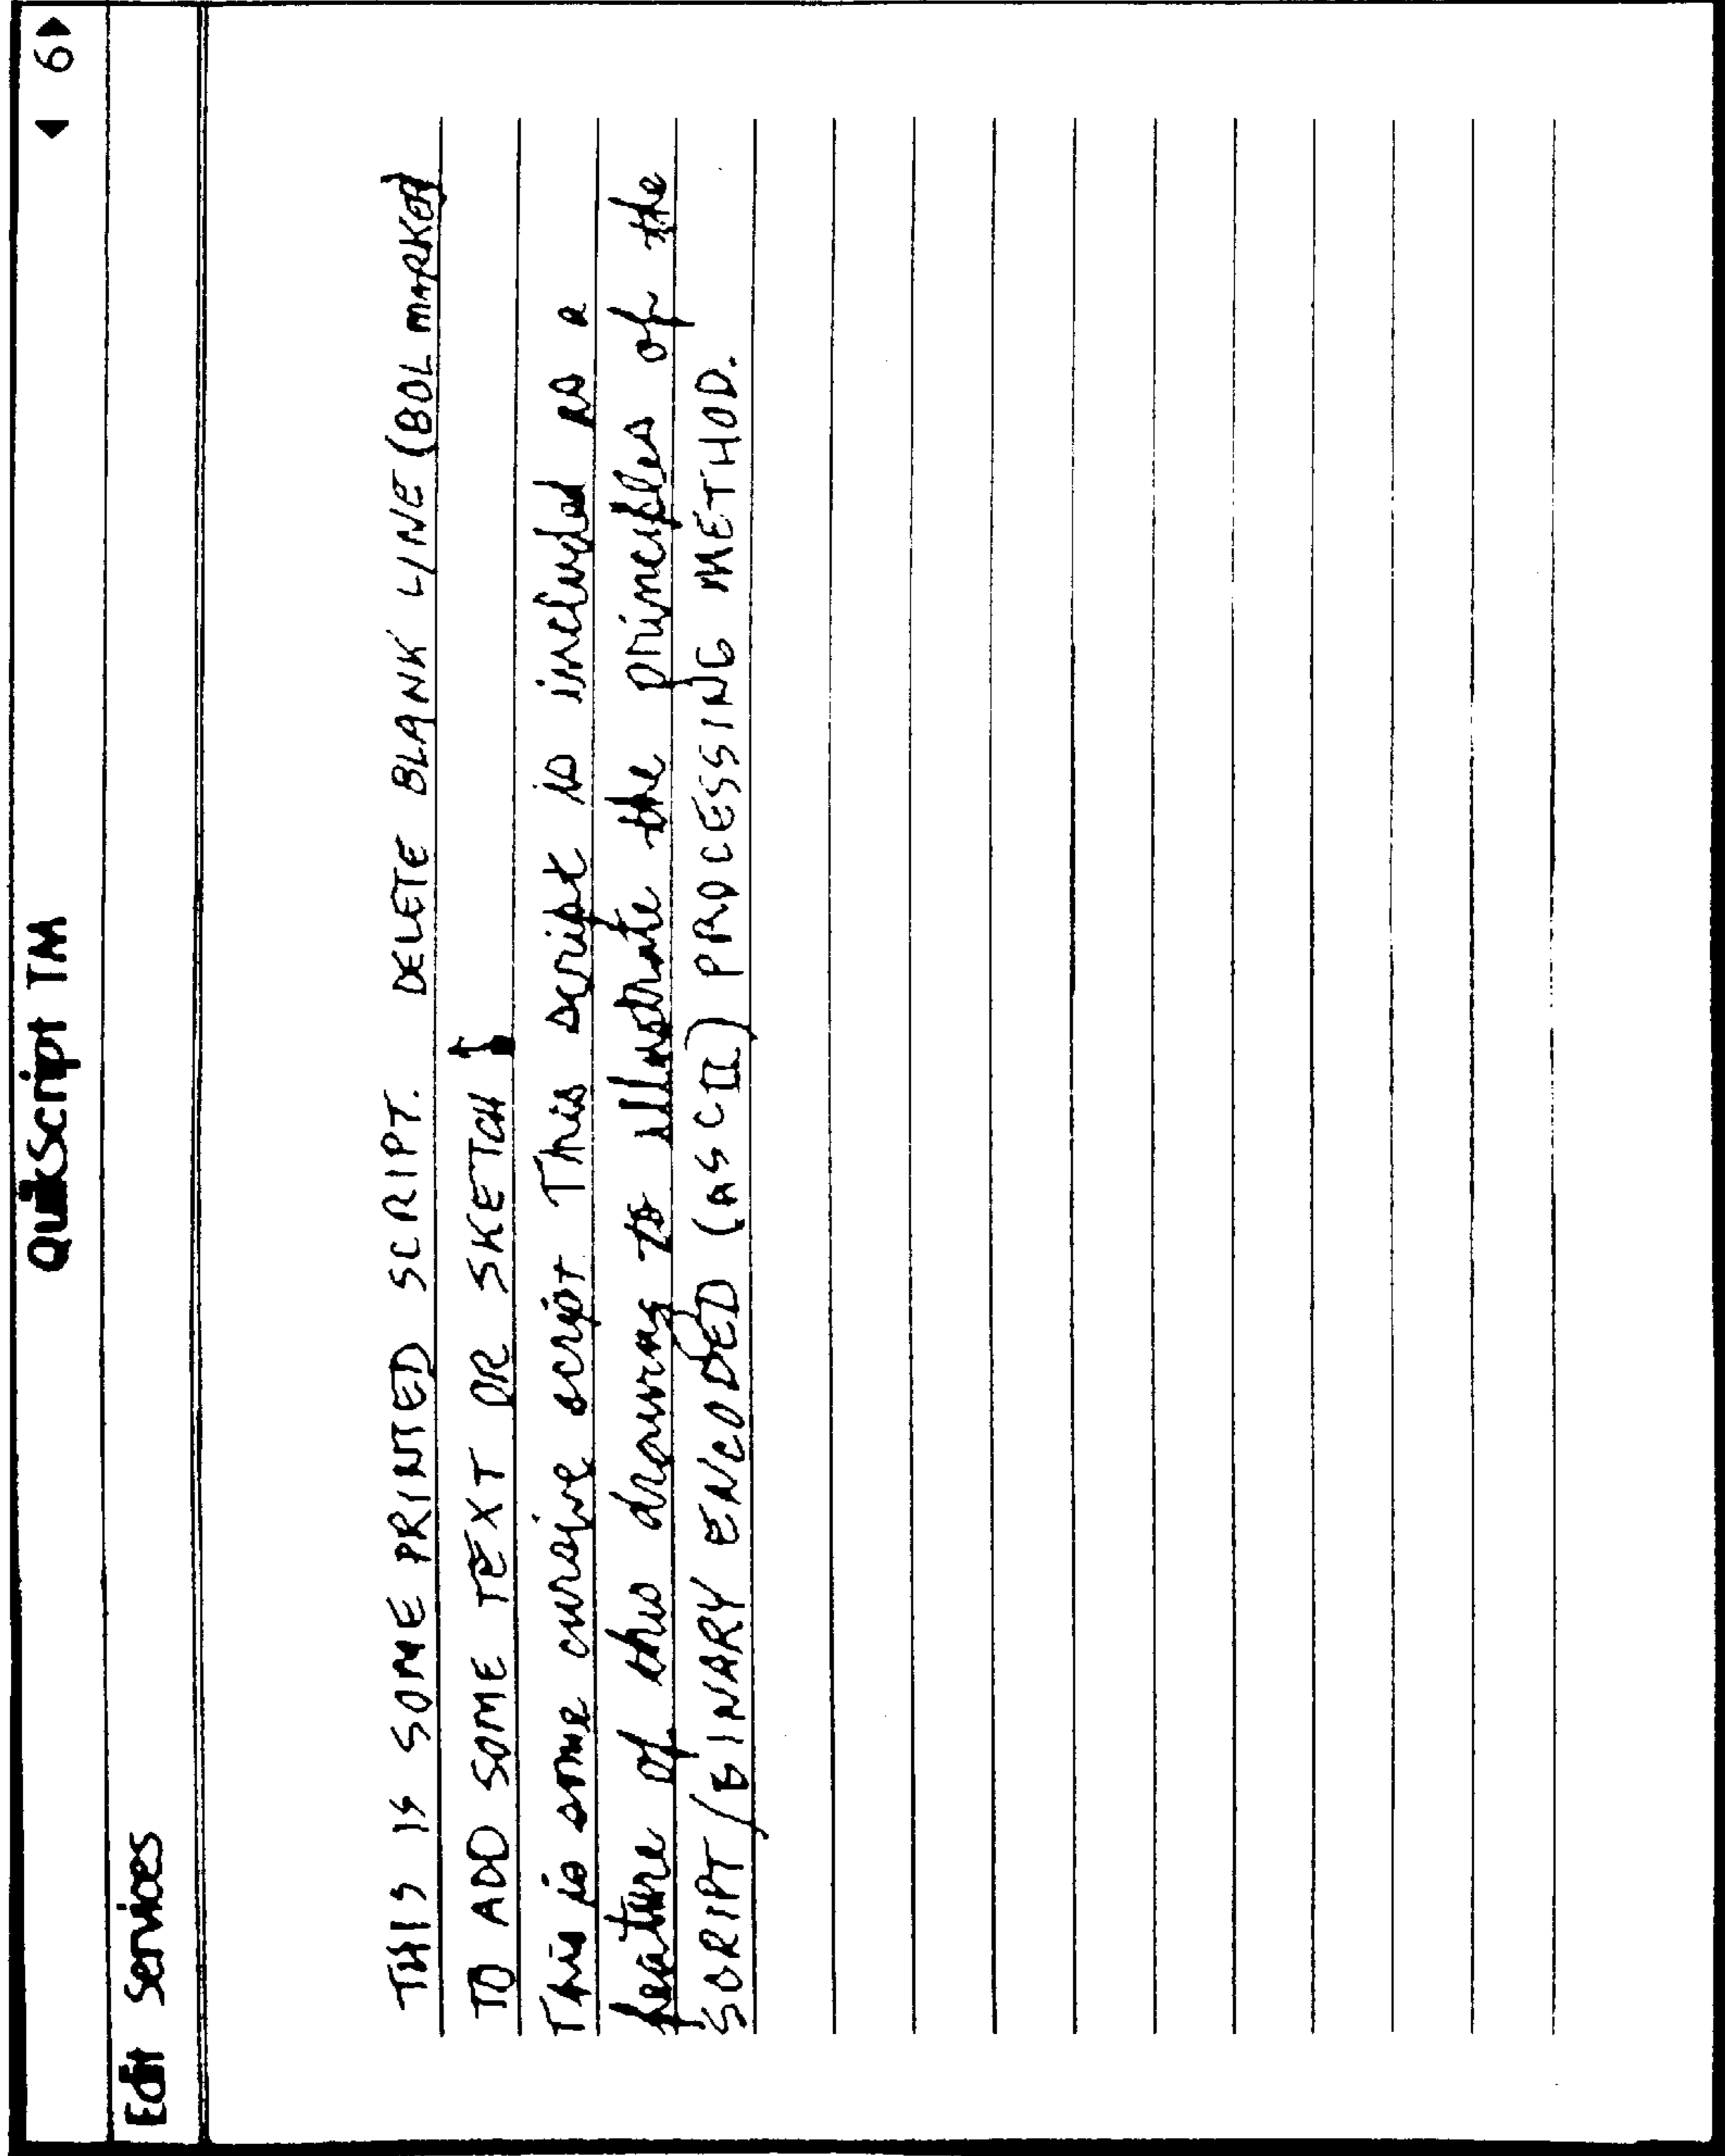 QuikScript TM ◀ 6 ▶
Edit Services
THIS IS SOME PRINTED SCRIPT. DELETE BLANK LINE (BOL MARKER)
TO ADD SOME TEXT OR SKETCH
This is some cursive script This script is included as a
feature of this drawing to illustrate the principles of the
SCRIPT/BINARY ENCODED (ASCII) PROCESSING METHOD.